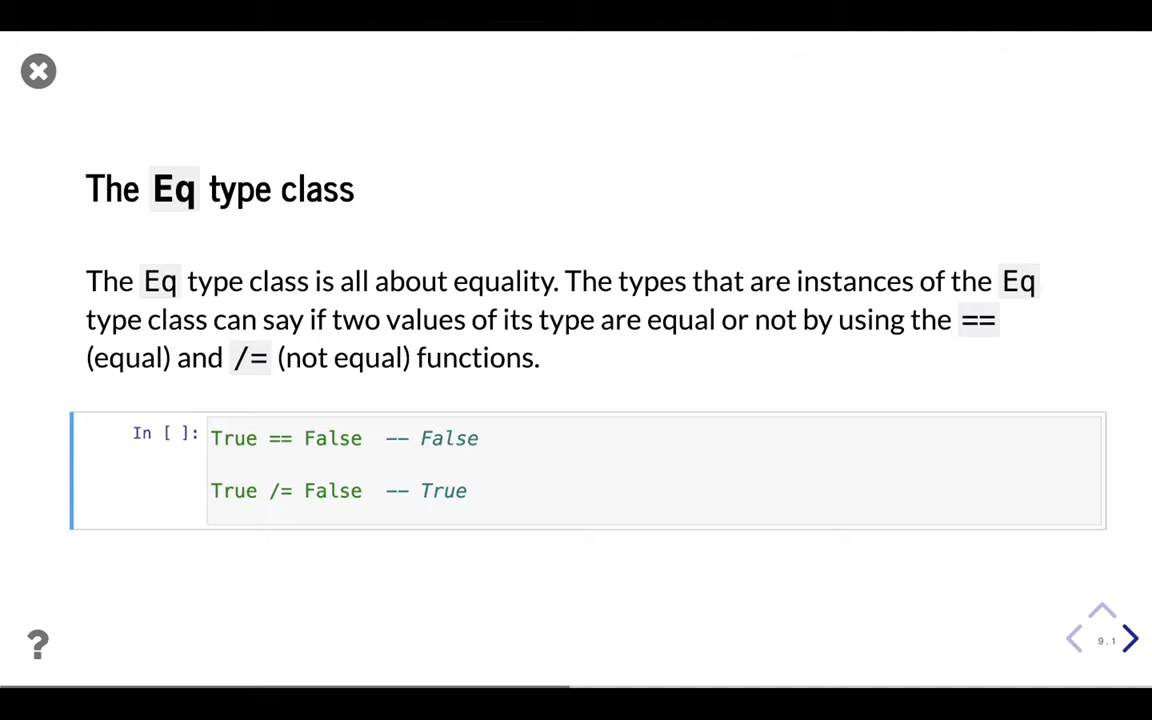 The Eq type class
The Eq type class is all about equality. The types that are instances of the Eq
type class can say if two values of its type are equal or not by using the ==
(equal) and /= (not equal) functions.
In [ ]: True == False -- False
True /= False -- True
?
9.1